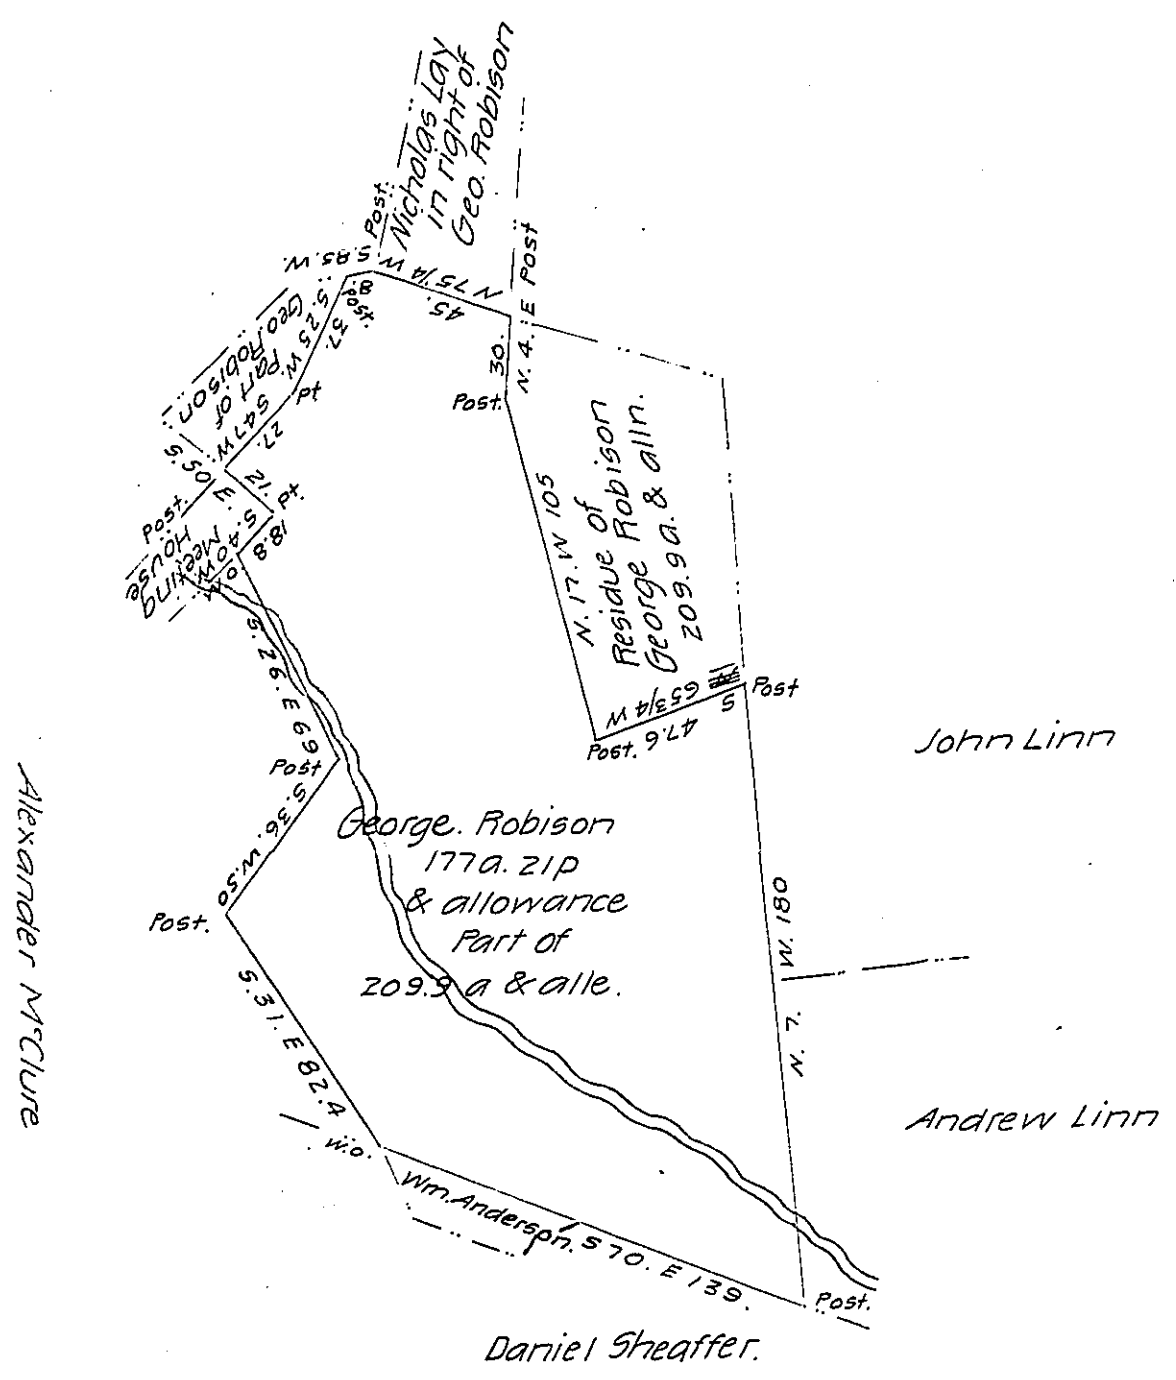 Nicholas Lay
in right of
Geo. Robison
Post.
S. 85. W.
8.
N 75 1/4 W
45.
Post
N. 4. E
30.
Post.
S. 25 W
37.
Part of
Geo. Robison
pt
S 47 W.
27.
S. 50 E.
12.
Post.
pt.
S. 40 W
18.8
Meeting
House
W.O.
N. 17. W 105
Residue of
George Robison
209.9 a. & alln.
S 65 3/4 W
47.6
Post
Post.
John Linn
S. 26. E 69
Post
S. 36. W. 50
Post.
George. Robison
177 a. 21 p
& allowance
Part of
209.9 a & alle.
Alexander McClure
N. 7. W. 180
S. 31. E 82.4
Andrew Linn
W.O.
Wm. Anderson.
S 70. E 139.
Post.
Daniel Sheaffer.